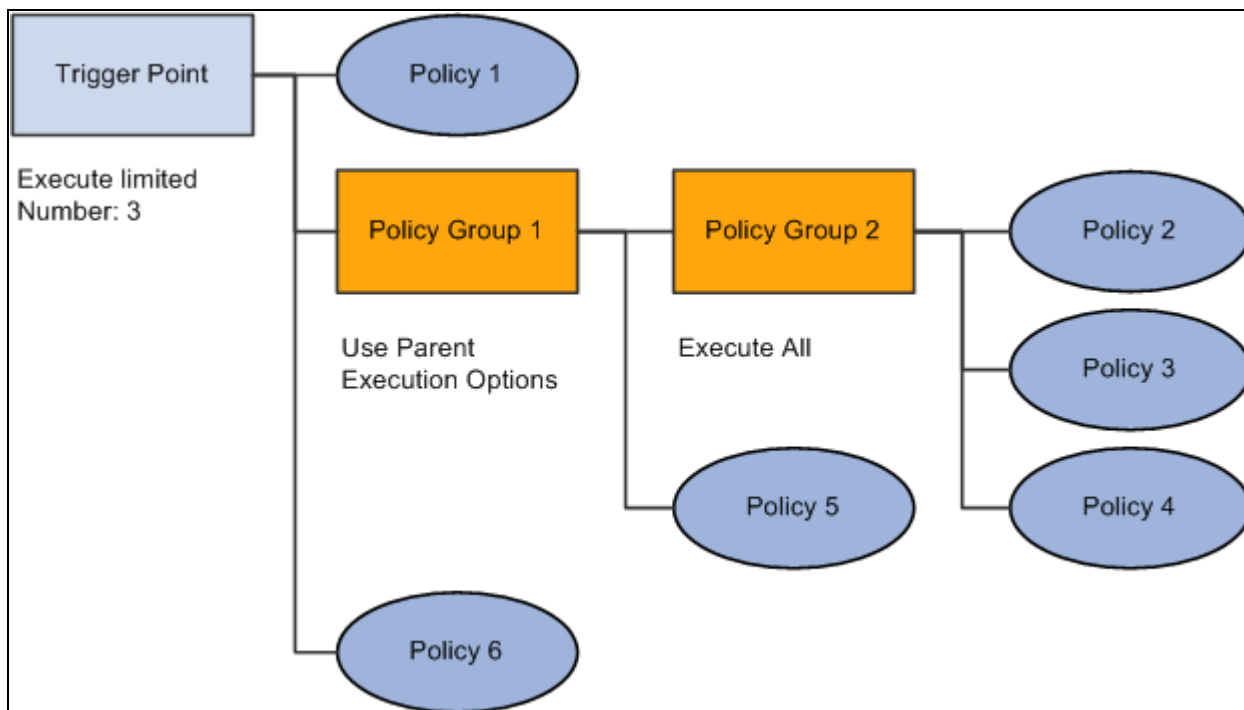 Trigger Point
Policy 1
Execute limited
Number: 3
Policy Group 1
Policy Group 2
Policy 2
Use Parent
Execution Options
Execute All
Policy 3
Policy 5
Policy 4
Policy 6